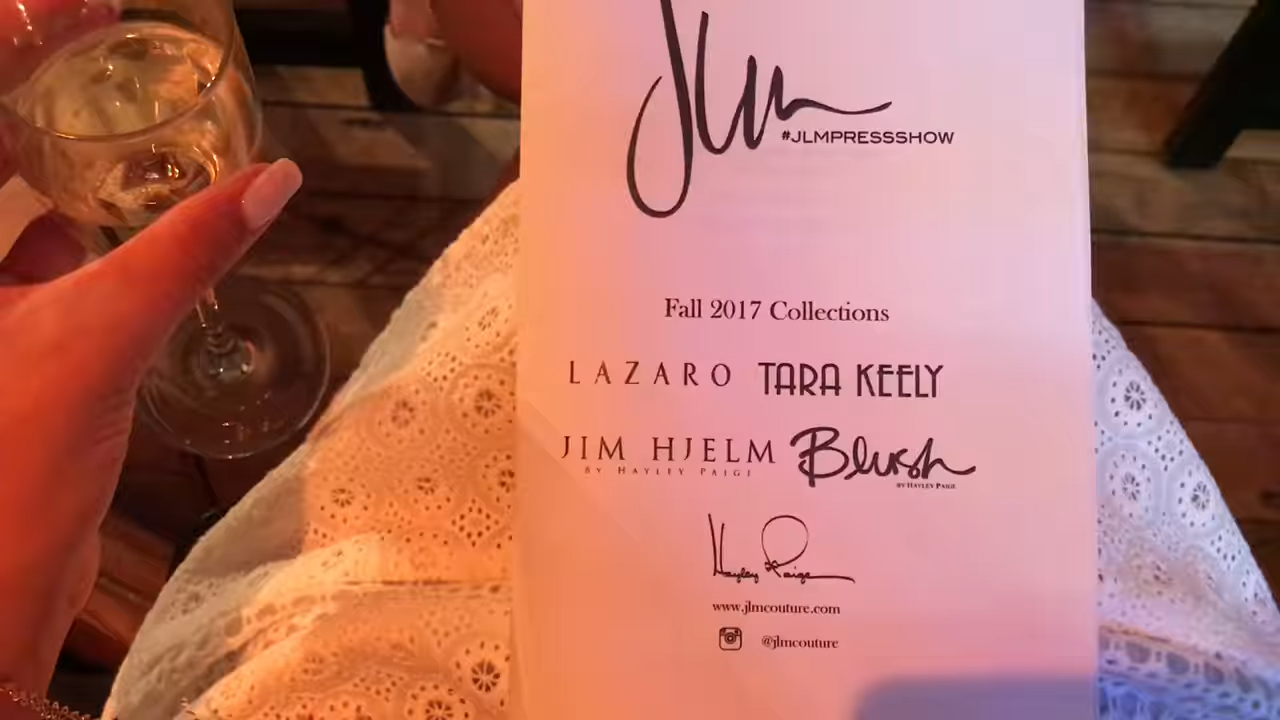 JLM
#JLMPRESSSHOW
Fall 2017 Collections
LAZARO TARA KEELY
JIM HJELM Blush
BY HAYLEY PAIGE BY HAYLEY PAIGE
Hayley Paige
www.jlmcouture.com
@jlmcouture